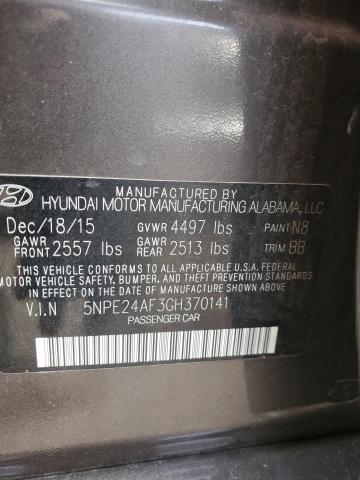 MANUFACTURED BY
HYUNDAI MOTOR MANUFACTURING ALABAMA, LLC
Dec/18/15 GVWR 4497 lbs PAINT N8
GAWR FRONT 2557 lbs GAWR REAR 2513 lbs TRIM BB
THIS VEHICLE CONFORMS TO ALL APPLICABLE U.S.A. FEDERAL
MOTOR VEHICLE SAFETY, BUMPER, AND THEFT PREVENTION
STANDARDS IN EFFECT ON THE DATE OF MANUFACTURE
SHOWN ABOVE.
V.I.N 5NPE24AF3GH370141
PASSENGER CAR